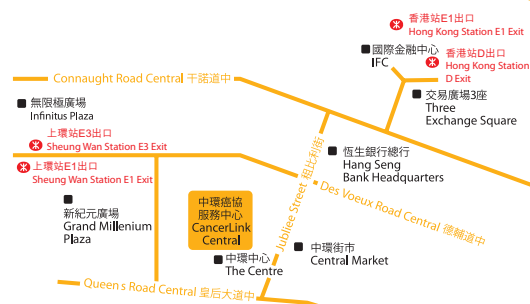 香港站E1出口
Hong Kong Station E1 Exit
國際金融中心
IFC
香港站D出口
Hong Kong Station
D Exit
Connaught Road Central 干諾道中
交易廣場3座
Three
Exchange Square
無限極廣場
Infinitus Plaza
上環站E3出口
Sheung Wan Station E3 Exit
上環站E1出口
Sheung Wan Station E1 Exit
Jubliee Street 租比利街
恆生銀行總行
Hang Seng
Bank Headquarters
Des Voeux Road Central 德輔道中
新紀元廣場
Grand Millenium
Plaza
中環癌協
服務中心
CancerLink
Central
中環中心
The Centre
中環街市
Central Market
Queen's Road Central 皇后大道中